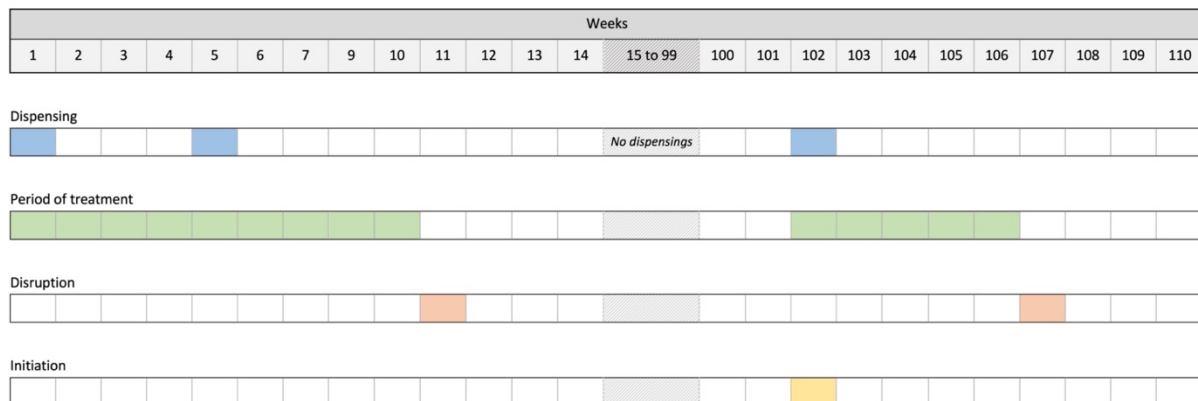 Weeks
1 2 3 4 5 6 7 9 10 11 12 13 14 15 to 99 100 101 102 103 104 105 106 107 108 109 110
Dispensing
No dispensings
Period of treatment
Disruption
Initiation